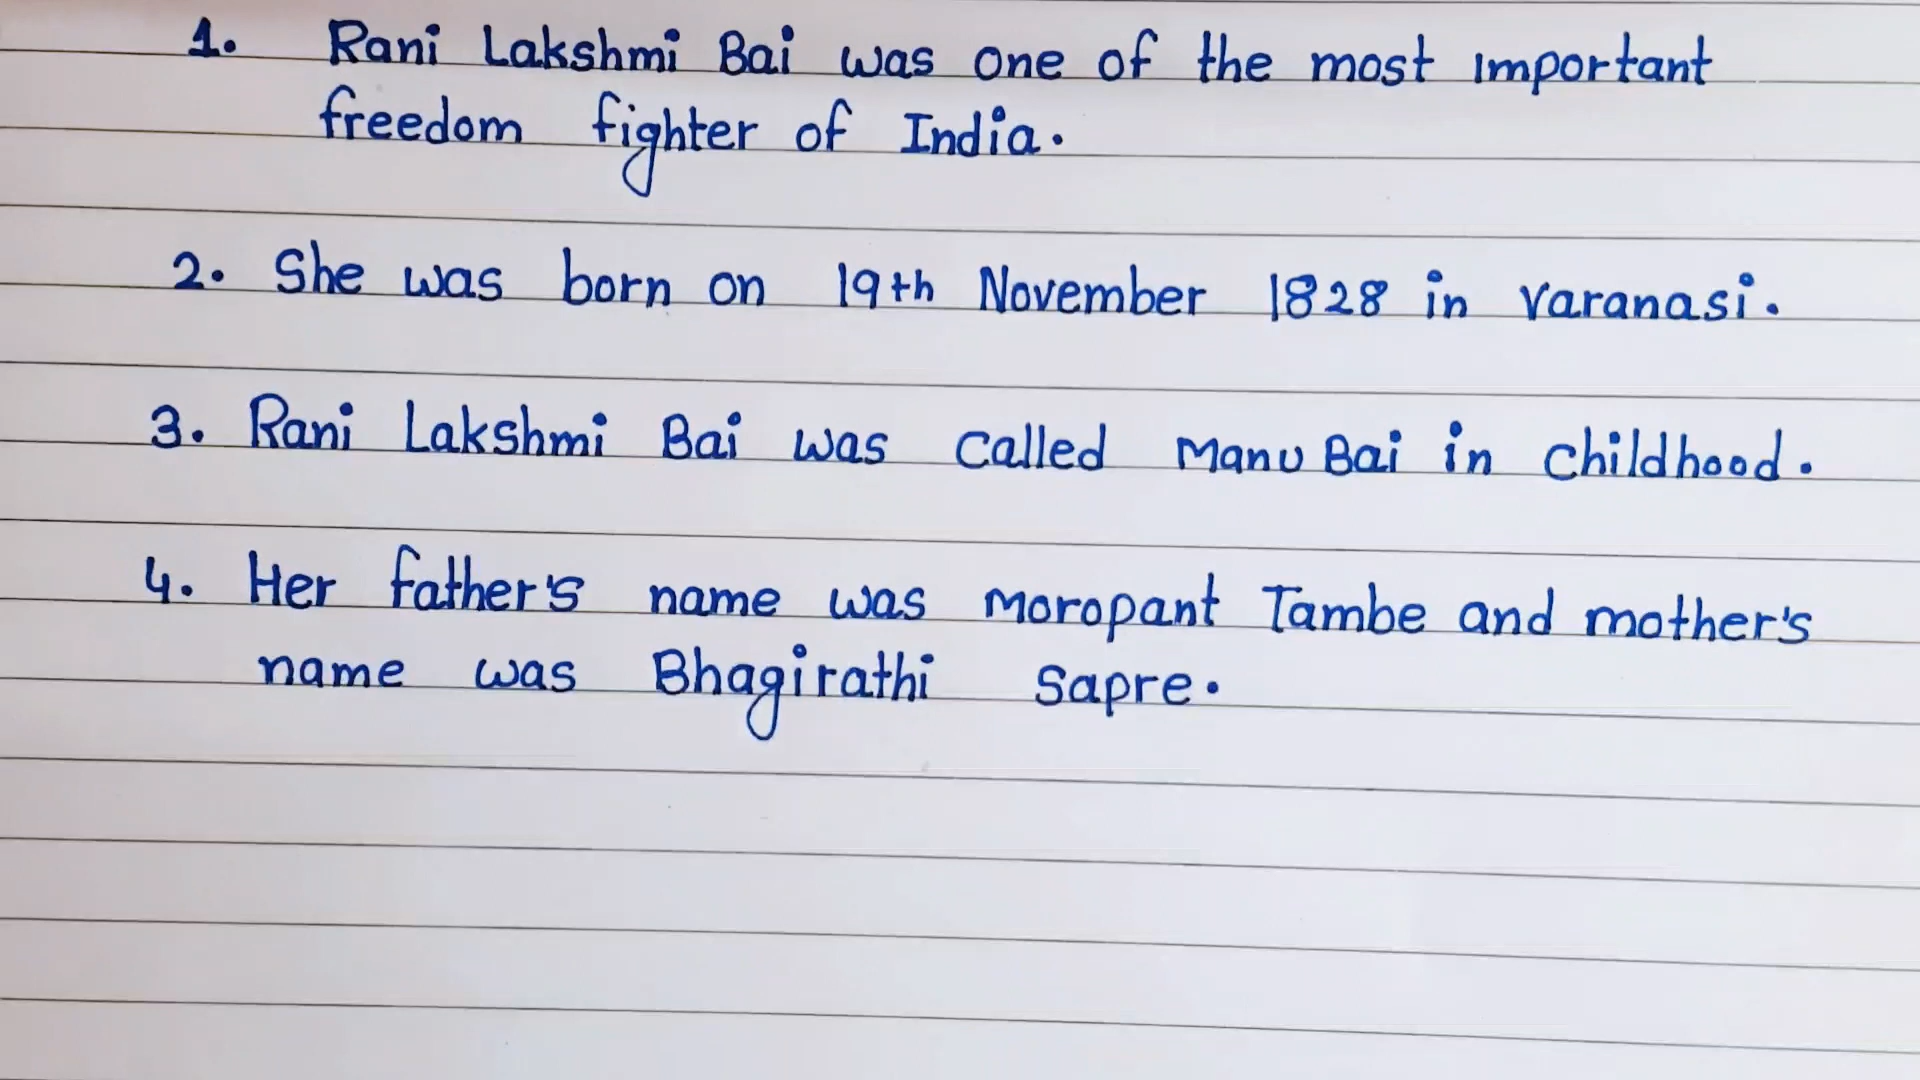 1. Rani Lakshmi Bai was one of the most important
freedom fighter of India.
2. She was born on 19th November 1828 in varanasi.
3. Rani Lakshmi Bai was called Manu Bai in childhood.
4. Her father's name was Moropant Tambe and mother's
name was Bhagirathi Sapre.